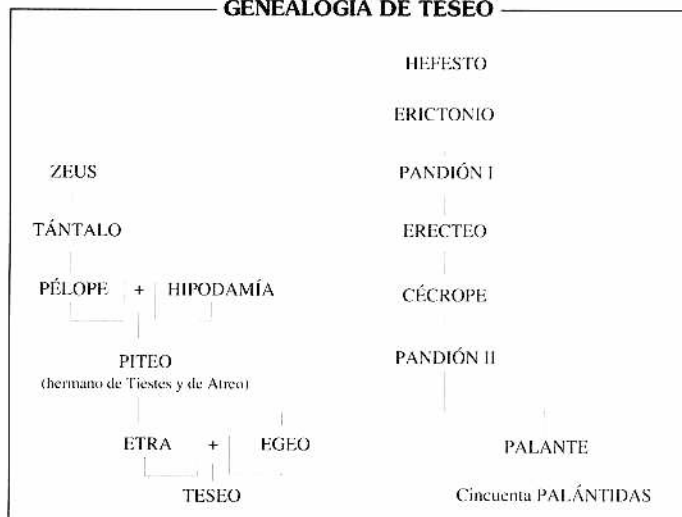 GENEALOGÍA DE TESEO
HEFESTO
ERICTONIO
ZEUS PANDIÓN I
TÁNTALO ERECTEO
PÉLOPE + HIPODAMÍA CÉCROPE
PITEO PANDIÓN II
(hermano de Tiestes y de Atreo)
ETRA + EGEO PALANTE
TESEO Cincuenta PALÁNTIDAS